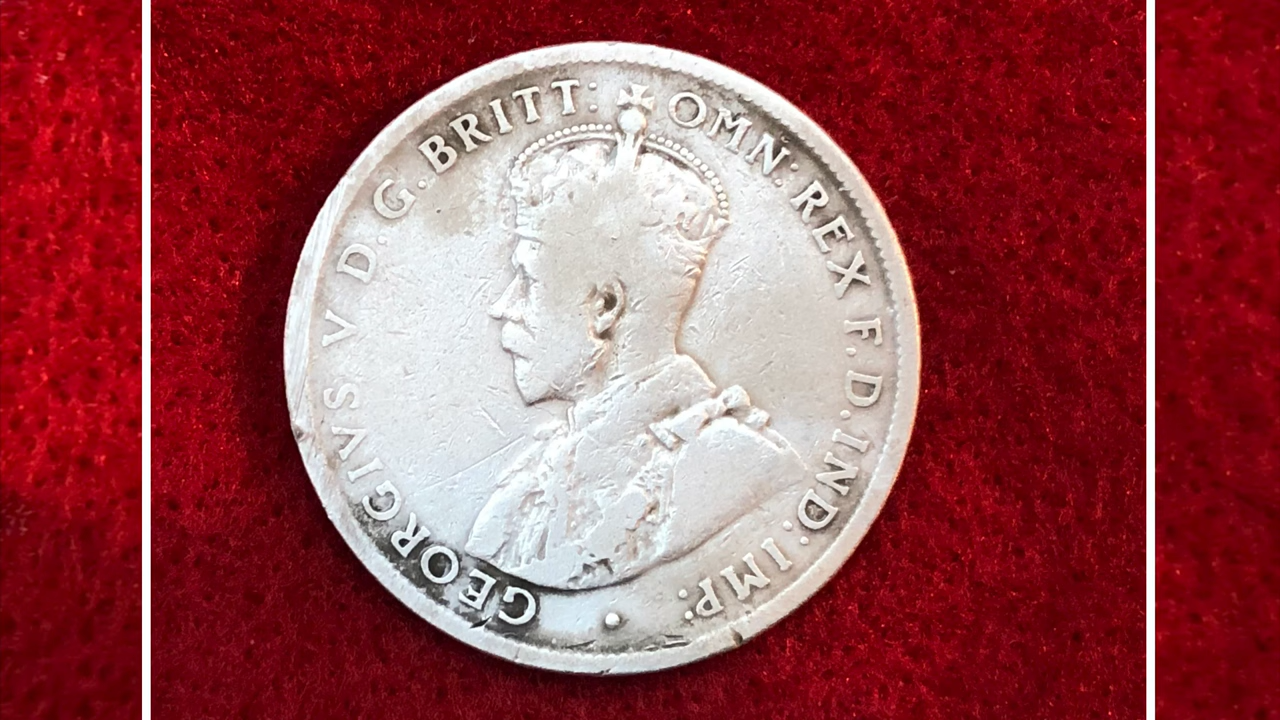 GEORGIVS V D.G. BRITT: OMN: REX F.D. IND: IMP: